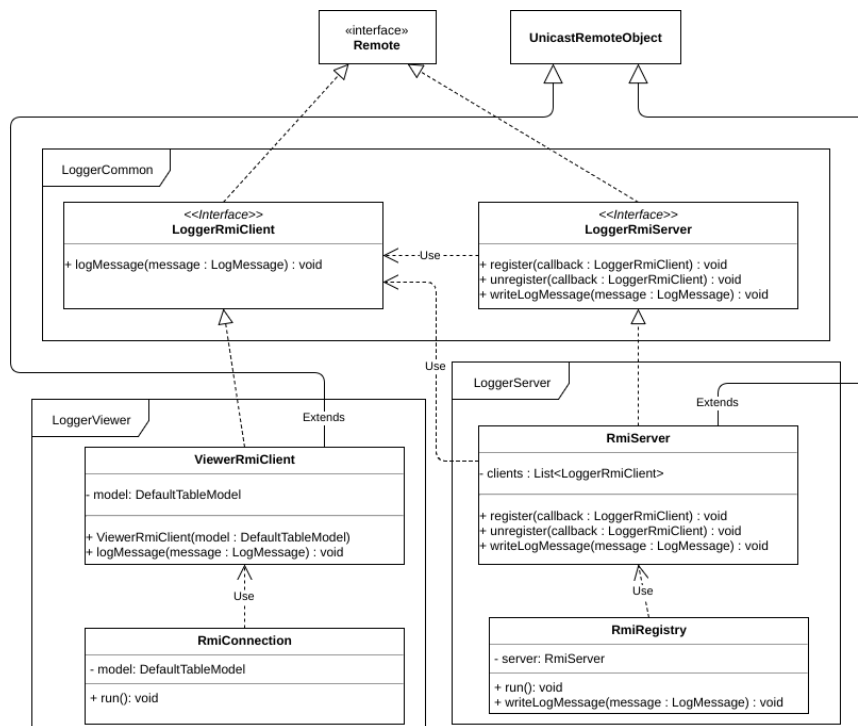 «interface»
Remote
UnicastRemoteObject
LoggerCommon
<<Interface>>
LoggerRmiClient
+ logMessage(message : LogMessage) : void
Use
<<Interface>>
LoggerRmiServer
+ register(callback : LoggerRmiClient) : void
+ unregister(callback : LoggerRmiClient) : void
+ writeLogMessage(message : LogMessage) : void
Use
LoggerViewer
Extends
ViewerRmiClient
- model: DefaultTableModel
+ ViewerRmiClient(model : DefaultTableModel)
+ logMessage(message : LogMessage) : void
Use
RmiConnection
- model: DefaultTableModel
+ run(): void
LoggerServer
Extends
RmiServer
- clients : List<LoggerRmiClient>
+ register(callback : LoggerRmiClient) : void
+ unregister(callback : LoggerRmiClient) : void
+ writeLogMessage(message : LogMessage) : void
Use
RmiRegistry
- server: RmiServer
+ run(): void
+ writeLogMessage(message : LogMessage) : void